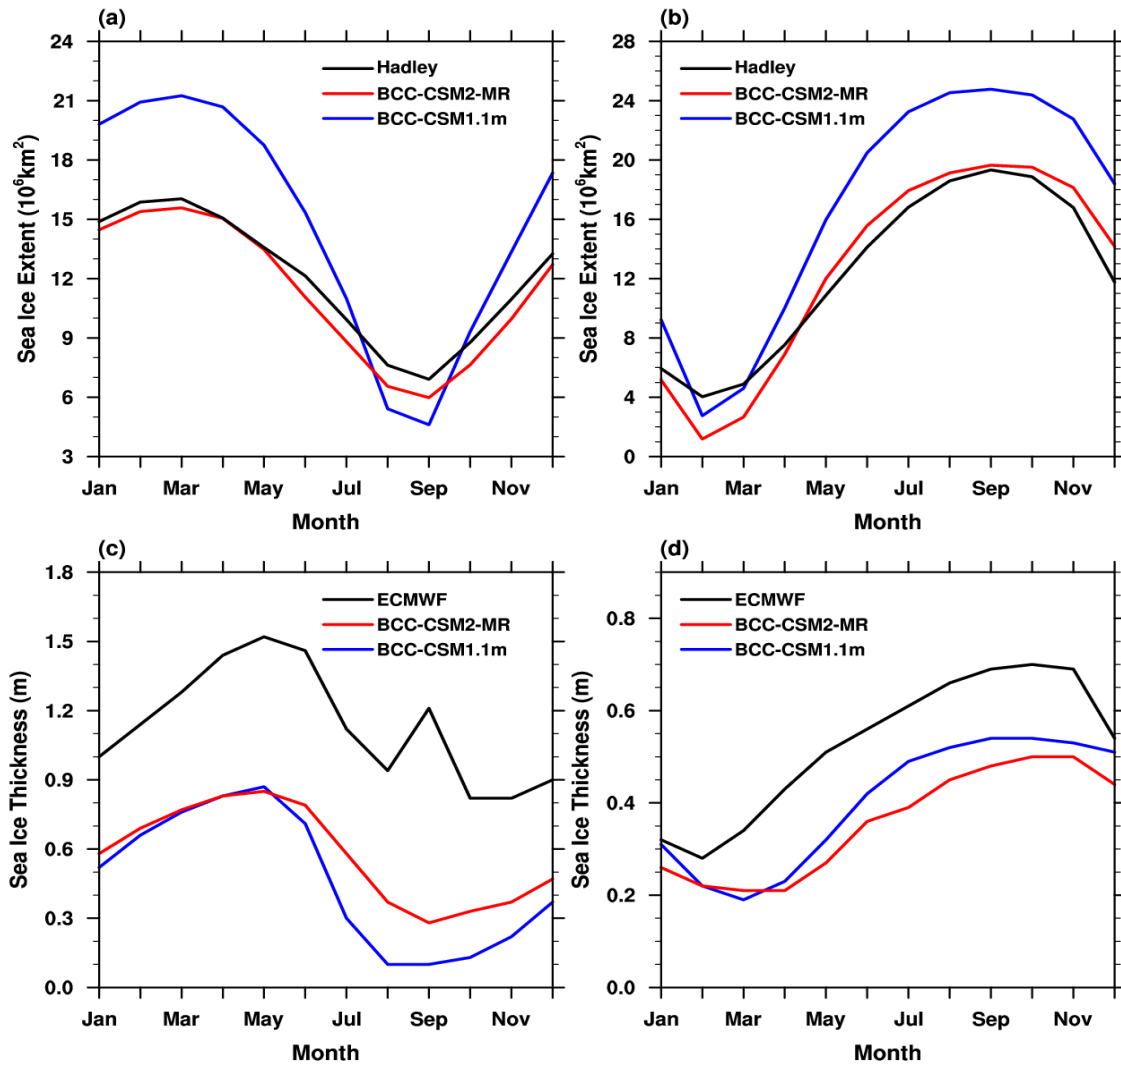 (a)
24
21
18
15
12
9
6
3
Sea Ice Extent (10⁶km²)
Hadley
BCC-CSM2-MR
BCC-CSM1.1m
Jan Mar May Jul Sep Nov
Month
(b)
28
24
20
16
12
8
4
0
Sea Ice Extent (10⁶km²)
Hadley
BCC-CSM2-MR
BCC-CSM1.1m
Jan Mar May Jul Sep Nov
Month
(c)
1.8
1.5
1.2
0.9
0.6
0.3
0.0
Sea Ice Thickness (m)
ECMWF
BCC-CSM2-MR
BCC-CSM1.1m
Jan Mar May Jul Sep Nov
Month
(d)
0.8
0.6
0.4
0.2
0.0
Sea Ice Thickness (m)
ECMWF
BCC-CSM2-MR
BCC-CSM1.1m
Jan Mar May Jul Sep Nov
Month